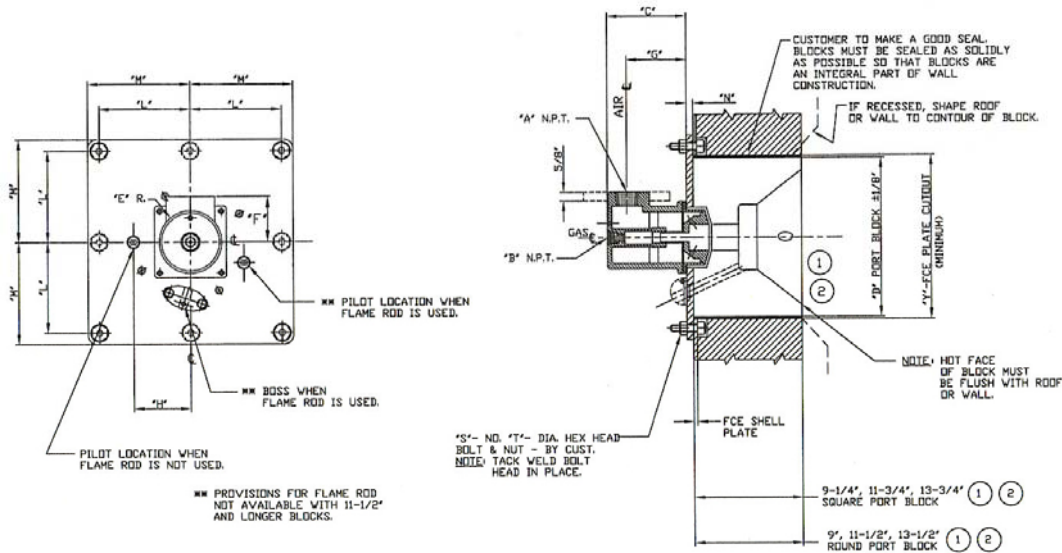 "M"
"M"
"L"
"L"
"M"
"L"
"M"
"L"
"E" R.
"F"
℄
℄
"H"
** PILOT LOCATION WHEN
FLAME ROD IS USED.
** BOSS WHEN
FLAME ROD IS USED.
PILOT LOCATION WHEN
FLAME ROD IS NOT USED.
** PROVISIONS FOR FLAME ROD
NOT AVAILABLE WITH 11-1/2"
AND LONGER BLOCKS.
"C"
"G"
AIR ℄
"N"
"A" N.P.T.
5/8"
GAS ℄
"B" N.P.T.
CUSTOMER TO MAKE A GOOD SEAL.
BLOCKS MUST BE SEALED AS SOLIDLY
AS POSSIBLE SO THAT BLOCKS ARE
AN INTEGRAL PART OF WALL
CONSTRUCTION.
IF RECESSED, SHAPE ROOF
OR WALL TO CONTOUR OF BLOCK.
"D" PORT BLOCK ±1/8"
"Y"-FCE PLATE CUTOUT
(MINIMUM)
1
2
NOTE: HOT FACE
OF BLOCK MUST
BE FLUSH WITH ROOF
OR WALL.
FCE SHELL
PLATE
"S"- NO. "T"- DIA. HEX HEAD
BOLT & NUT - BY CUST.
NOTE: TACK WELD BOLT
HEAD IN PLACE.
9-1/4", 11-3/4", 13-3/4" 1 2
SQUARE PORT BLOCK
9", 11-1/2", 13-1/2" 1 2
ROUND PORT BLOCK